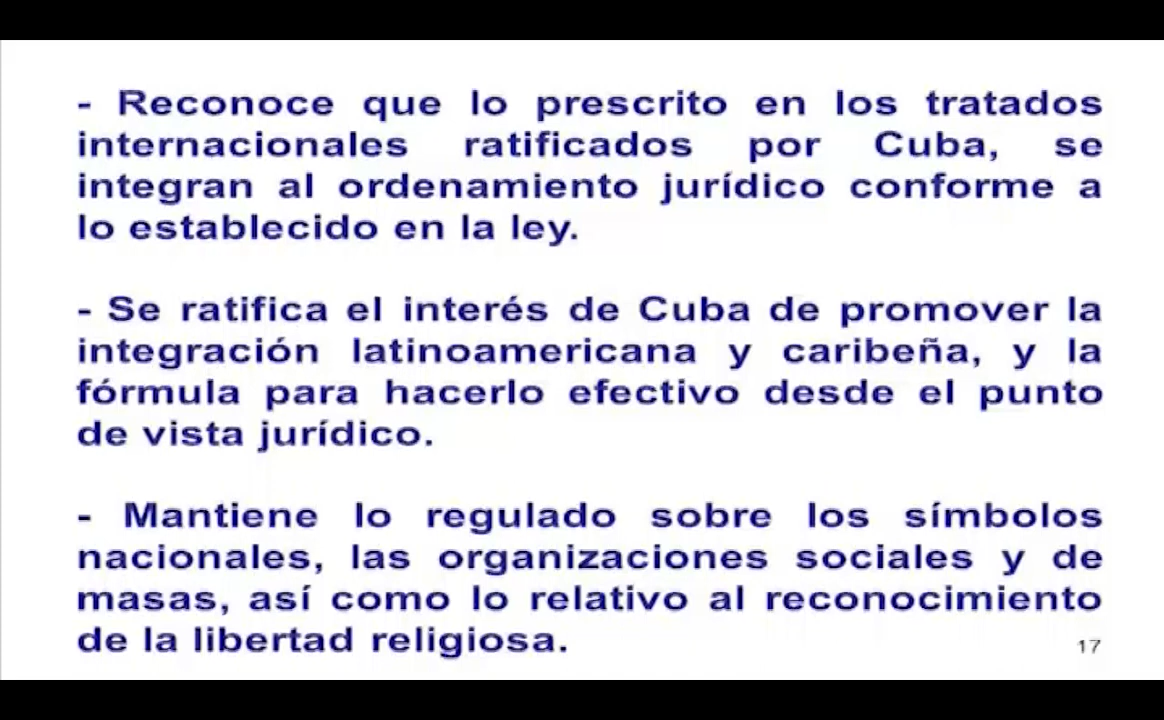 - Reconoce que lo prescrito en los tratados
internacionales ratificados por Cuba, se
integran al ordenamiento jurídico conforme a
lo establecido en la ley.
- Se ratifica el interés de Cuba de promover la
integración latinoamericana y caribeña, y la
fórmula para hacerlo efectivo desde el punto
de vista jurídico.
- Mantiene lo regulado sobre los símbolos
nacionales, las organizaciones sociales y de
masas, así como lo relativo al reconocimiento
de la libertad religiosa.
17